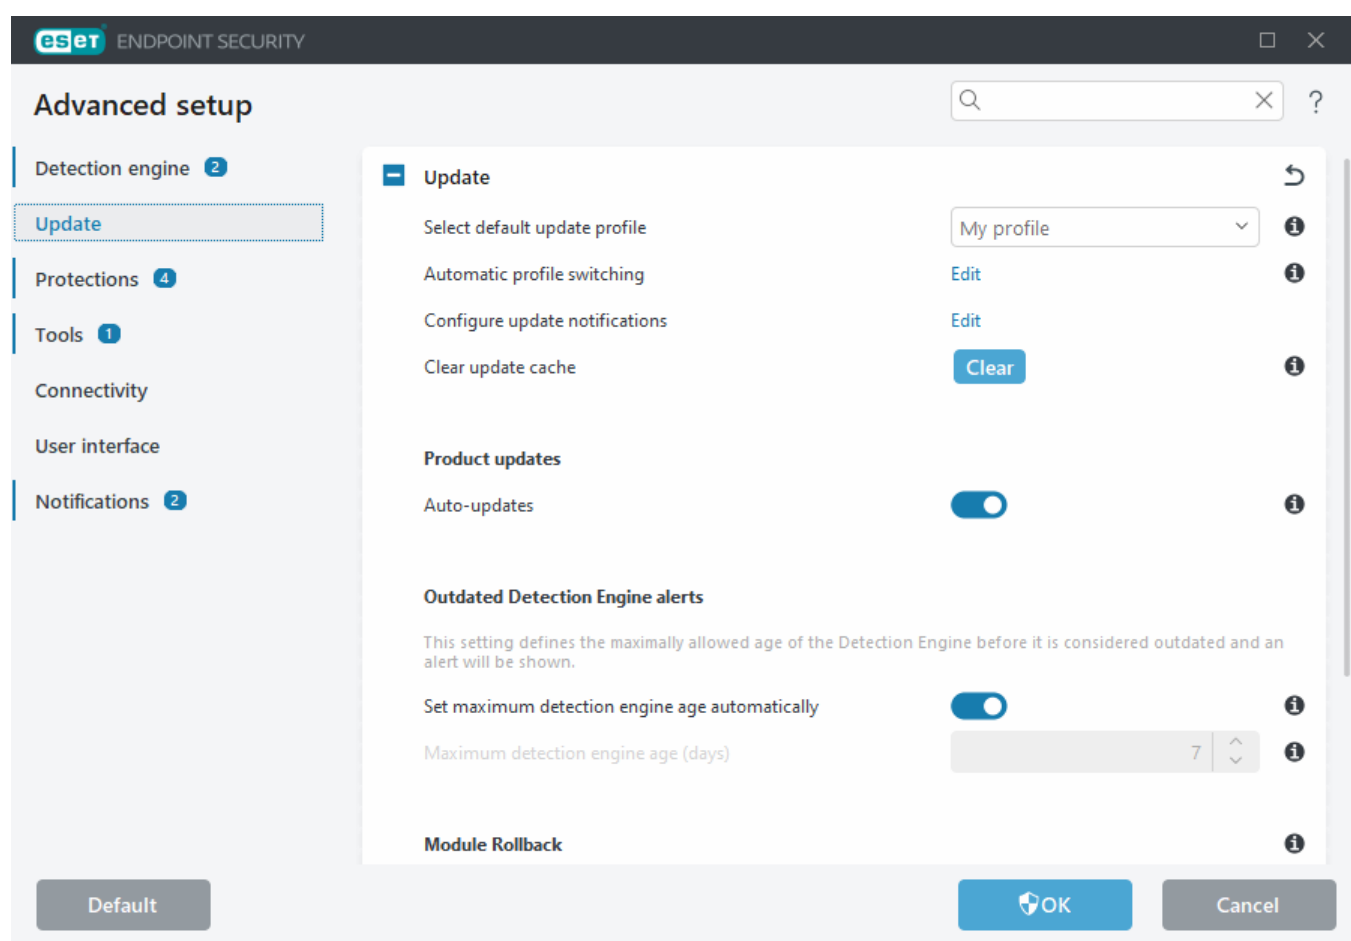 eset ENDPOINT SECURITY
Advanced setup
?
Detection engine 2
Update
Protections 4
Tools 1
Connectivity
User interface
Notifications 2
Update
Select default update profile My profile
Automatic profile switching Edit
Configure update notifications Edit
Clear update cache Clear
Product updates
Auto-updates
Outdated Detection Engine alerts
This setting defines the maximally allowed age of the Detection Engine before it is considered outdated and an
alert will be shown.
Set maximum detection engine age automatically
Maximum detection engine age (days) 7
Module Rollback
Default OK Cancel